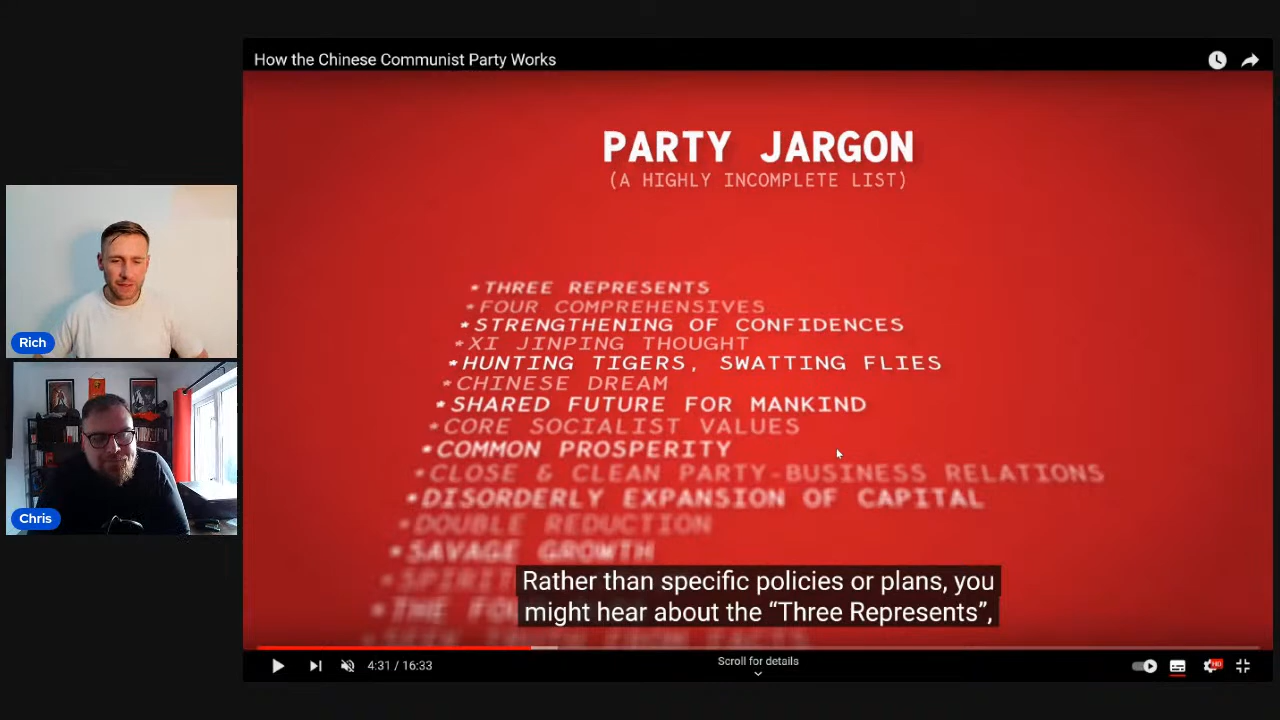 How the Chinese Communist Party Works
PARTY JARGON
(A HIGHLY INCOMPLETE LIST)
*THREE REPRESENTS
*FOUR COMPREHENSIVES
*STRENGTHENING OF CONFIDENCES
*XI JINPING THOUGHT
*HUNTING TIGERS, SWATTING FLIES
*CHINESE DREAM
*SHARED FUTURE FOR MANKIND
*CORE SOCIALIST VALUES
*COMMON PROSPERITY
*CLOSE & CLEAN PARTY-BUSINESS RELATIONS
*DISORDERLY EXPANSION OF CAPITAL
*DOUBLE REDUCTION
*SAVAGE GROWTH
*THE
Rather than specific policies or plans, you
might hear about the “Three Represents”,
Rich
Chris
4:31 / 16:33
Scroll for details
HD